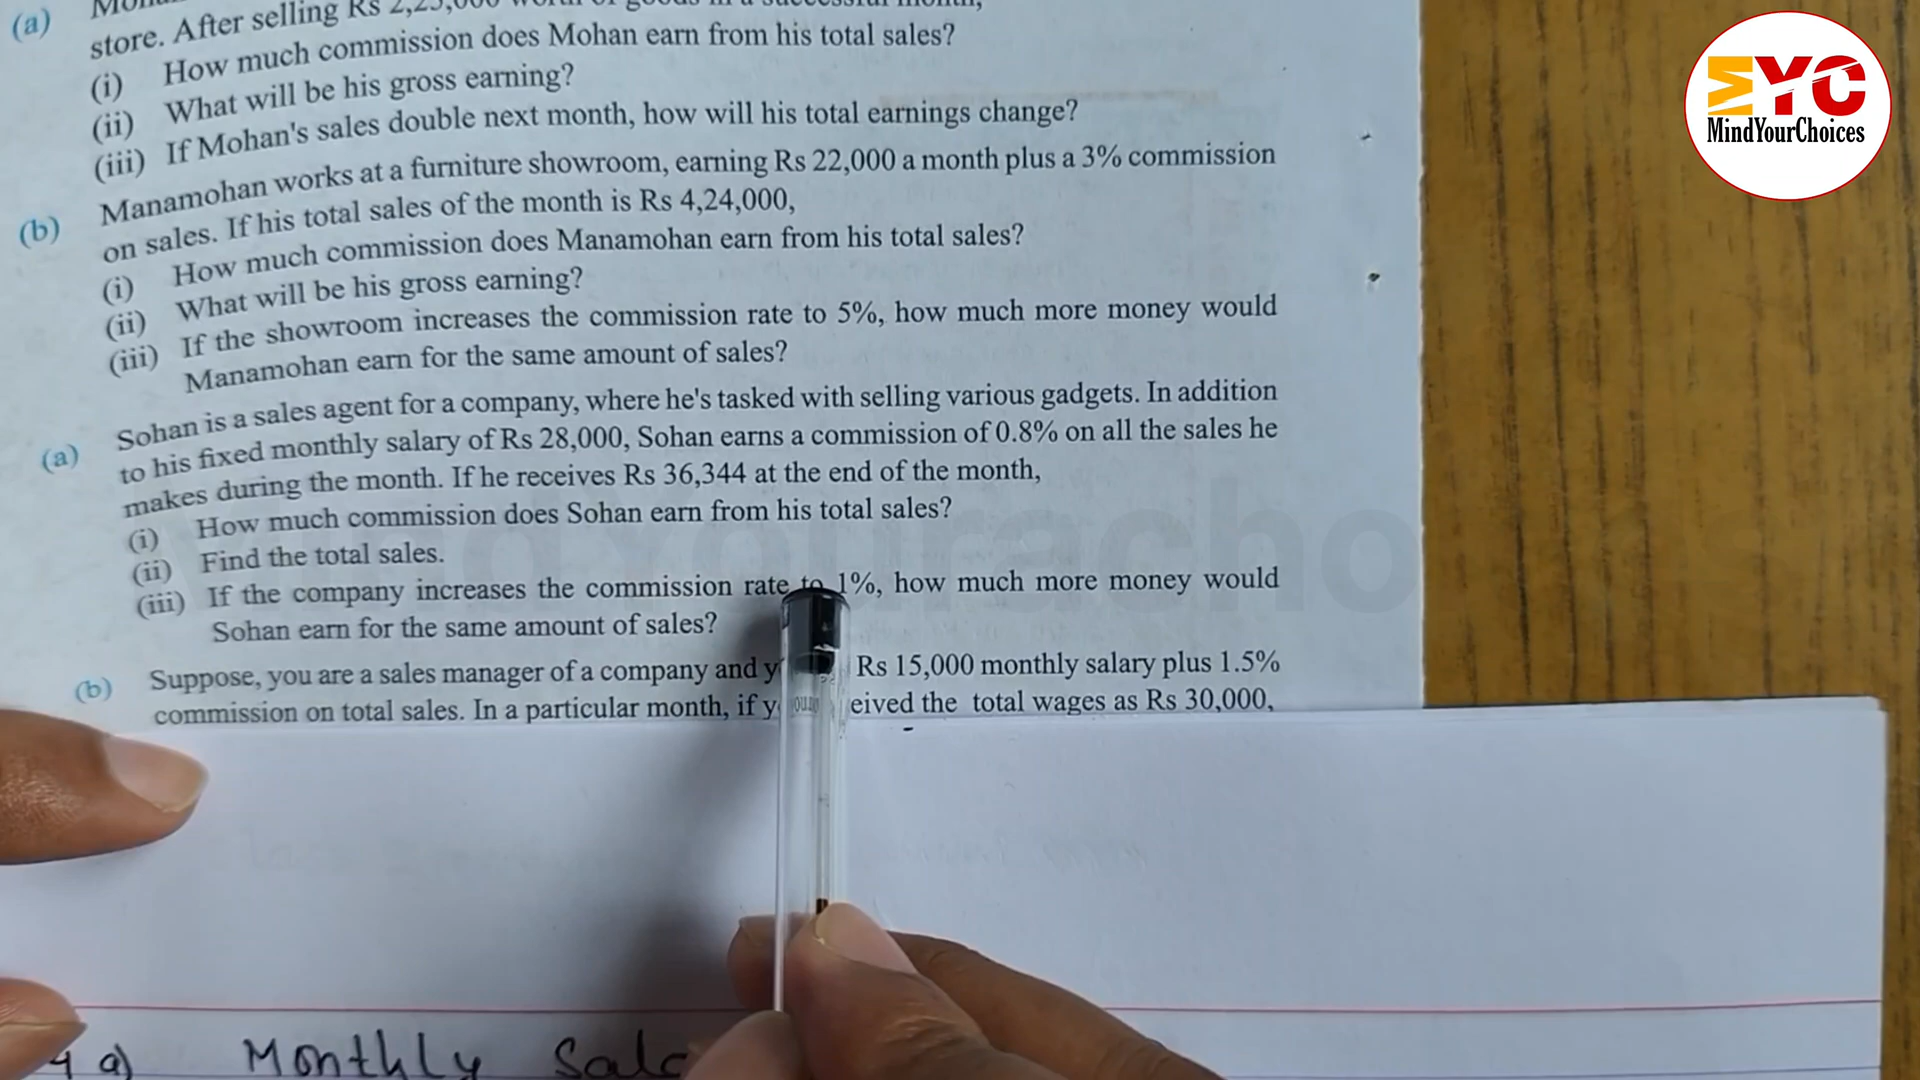 (a)
store. After selling Rs 2,25,000 worth of goods in a successful month,
(i) How much commission does Mohan earn from his total sales?
(ii) What will be his gross earning?
(iii) If Mohan's sales double next month, how will his total earnings change?
(b) Manamohan works at a furniture showroom, earning Rs 22,000 a month plus a 3% commission
on sales. If his total sales of the month is Rs 4,24,000,
(i) How much commission does Manamohan earn from his total sales?
(ii) What will be his gross earning?
(iii) If the showroom increases the commission rate to 5%, how much more money would
Manamohan earn for the same amount of sales?
(a) Sohan is a sales agent for a company, where he's tasked with selling various gadgets. In addition
to his fixed monthly salary of Rs 28,000, Sohan earns a commission of 0.8% on all the sales he
makes during the month. If he receives Rs 36,344 at the end of the month,
(i) How much commission does Sohan earn from his total sales?
(ii) Find the total sales.
(iii) If the company increases the commission rate to 1%, how much more money would
Sohan earn for the same amount of sales?
(b) Suppose, you are a sales manager of a company and Rs 15,000 monthly salary plus 1.5%
commission on total sales. In a particular month, if the total wages as Rs 30,000,
4 a) Monthly
MYC
MindYourChoices